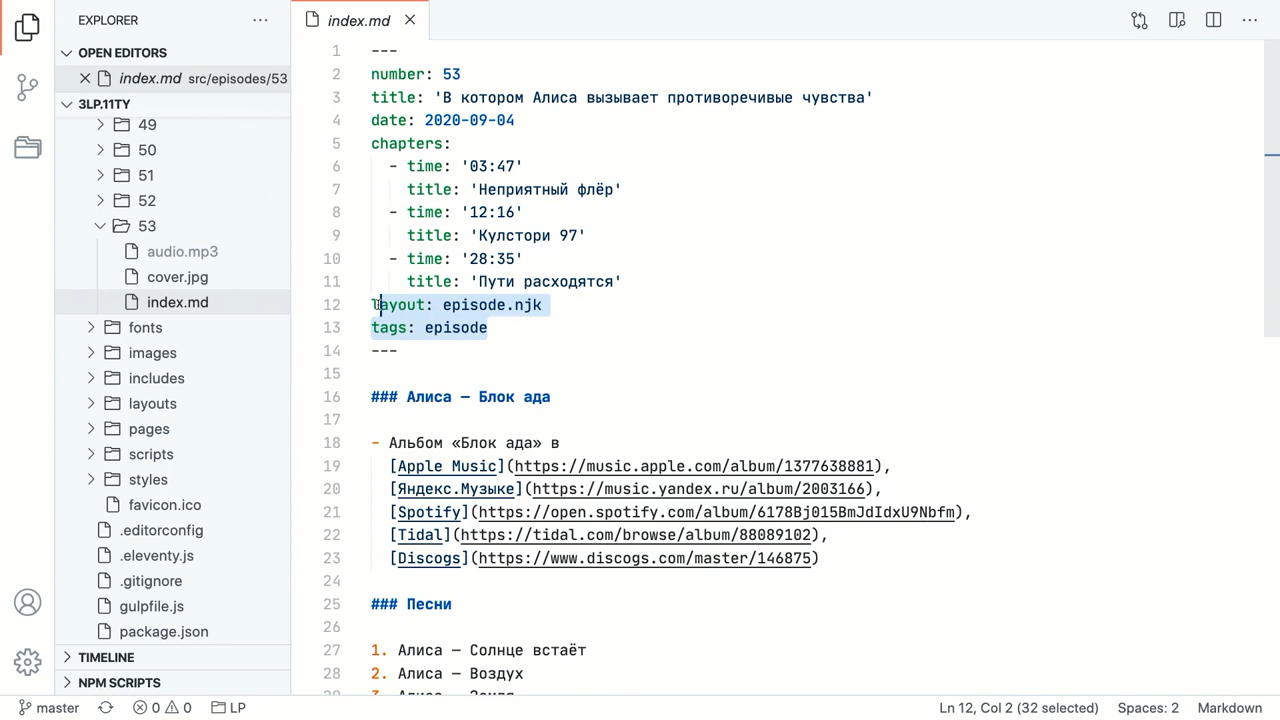 EXPLORER
OPEN EDITORS
index.md src/episodes/53
3LP.11TY
49
50
51
52
53
audio.mp3
cover.jpg
index.md
fonts
images
includes
layouts
pages
scripts
styles
favicon.ico
.editorconfig
.eleventy.js
.gitignore
gulpfile.js
package.json
TIMELINE
NPM SCRIPTS
index.md
1 ---
2 number: 53
3 title: 'В котором Алиса вызывает противоречивые чувства'
4 date: 2020-09-04
5 chapters:
6 - time: '03:47'
7 title: 'Неприятный флёр'
8 - time: '12:16'
9 title: 'Кулстори 97'
10 - time: '28:35'
11 title: 'Пути расходятся'
12 layout: episode.njk
13 tags: episode
14 ---
15
16 ### Алиса — Блок ада
17
18 - Альбом «Блок ада» в
19 [Apple Music](https://music.apple.com/album/1377638881),
20 [Яндекс.Музыке](https://music.yandex.ru/album/2003166),
21 [Spotify](https://open.spotify.com/album/6178Bj015BmJdIdxU9Nbfm),
22 [Tidal](https://tidal.com/browse/album/88089102),
23 [Discogs](https://www.discogs.com/master/146875)
24
25 ### Песни
26
27 1. Алиса — Солнце встаёт
28 2. Алиса — Воздух
29 3. Алиса — Земля
master 0 0 LP Ln 12, Col 2 (32 selected) Spaces: 2 Markdown